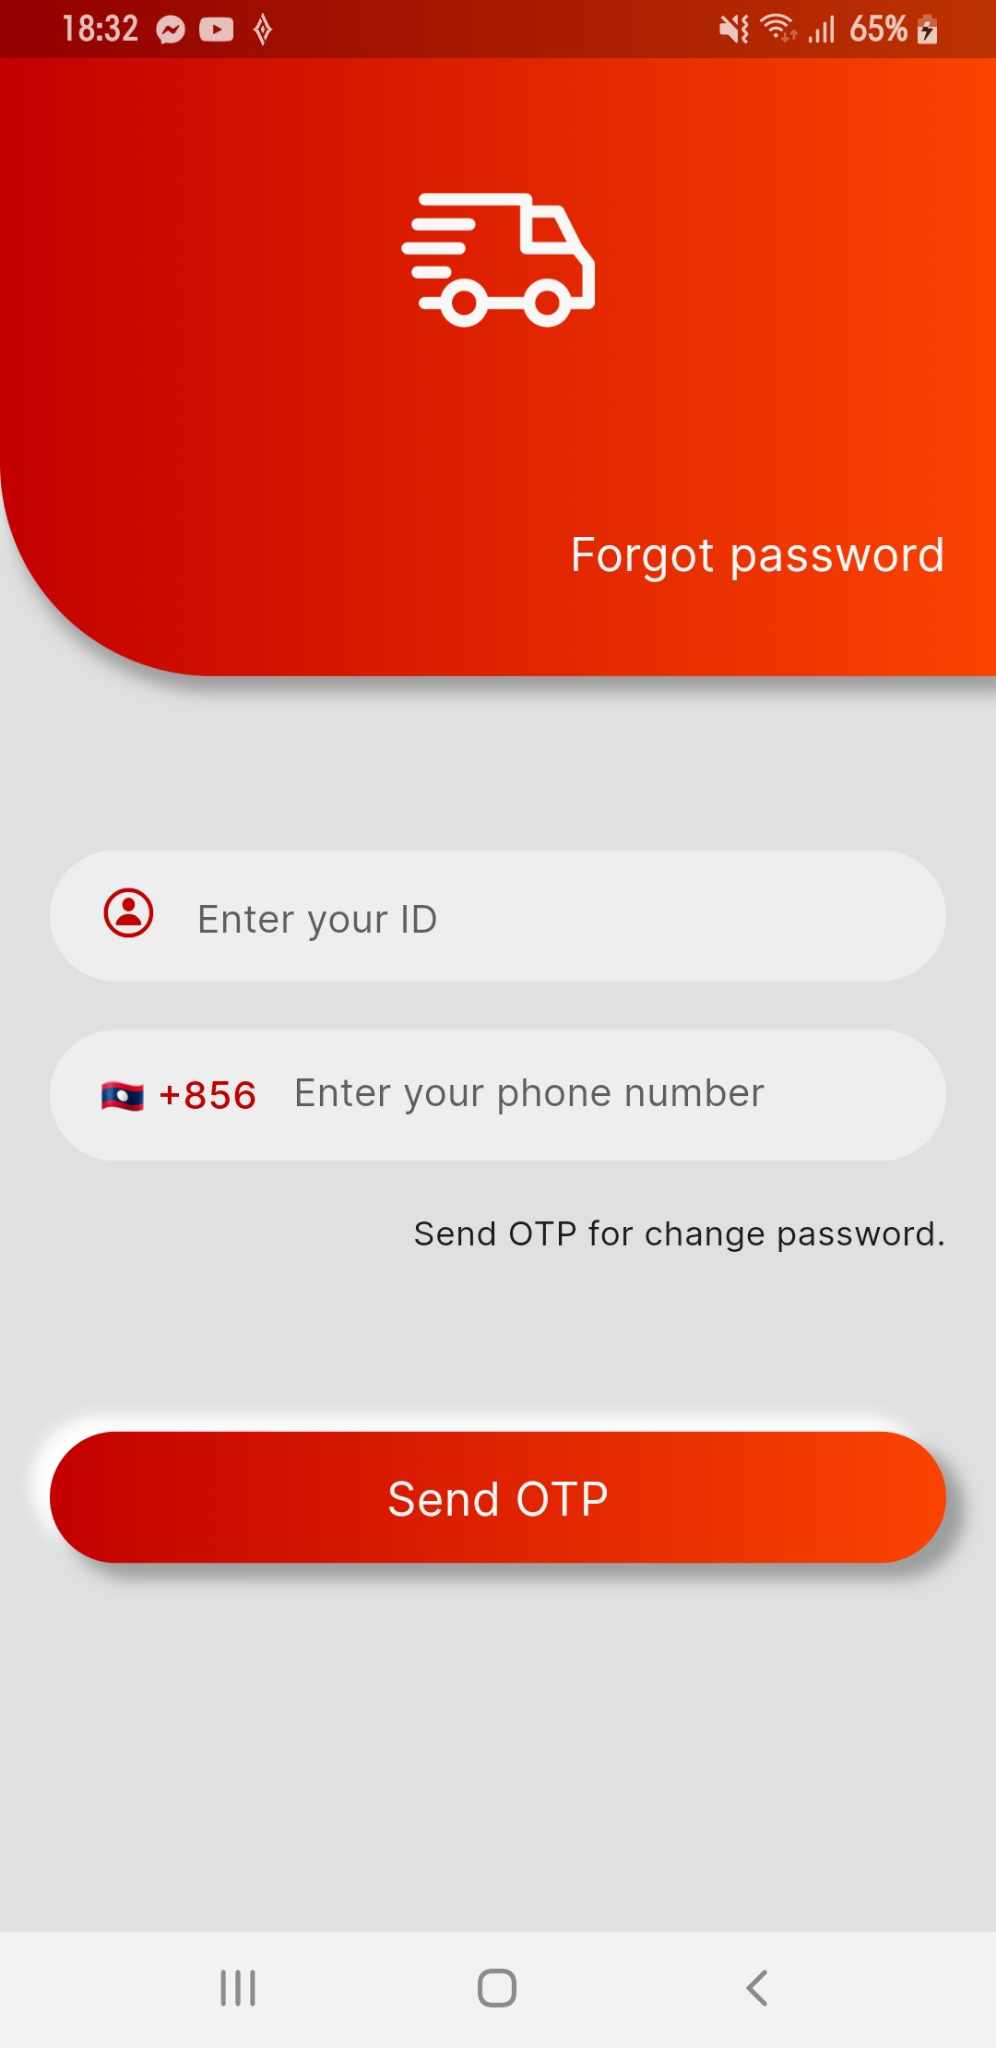 18:32 65%
Forgot password
Enter your ID
+856 Enter your phone number
Send OTP for change password.
Send OTP